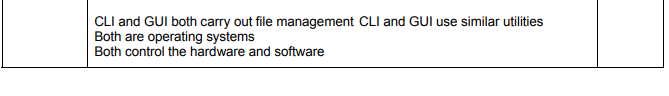 CLI and GUI both carry out file management CLI and GUI use similar utilities
Both are operating systems
Both control the hardware and software